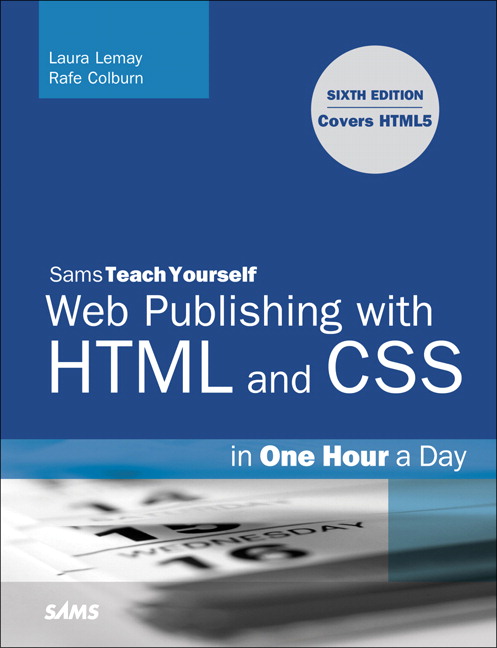 Laura Lemay
Rafe Colburn
SIXTH EDITION
Covers HTML5
Sams Teach Yourself
Web Publishing with
HTML and CSS
in One Hour a Day
15
WEDNESDAY
16
SAMS